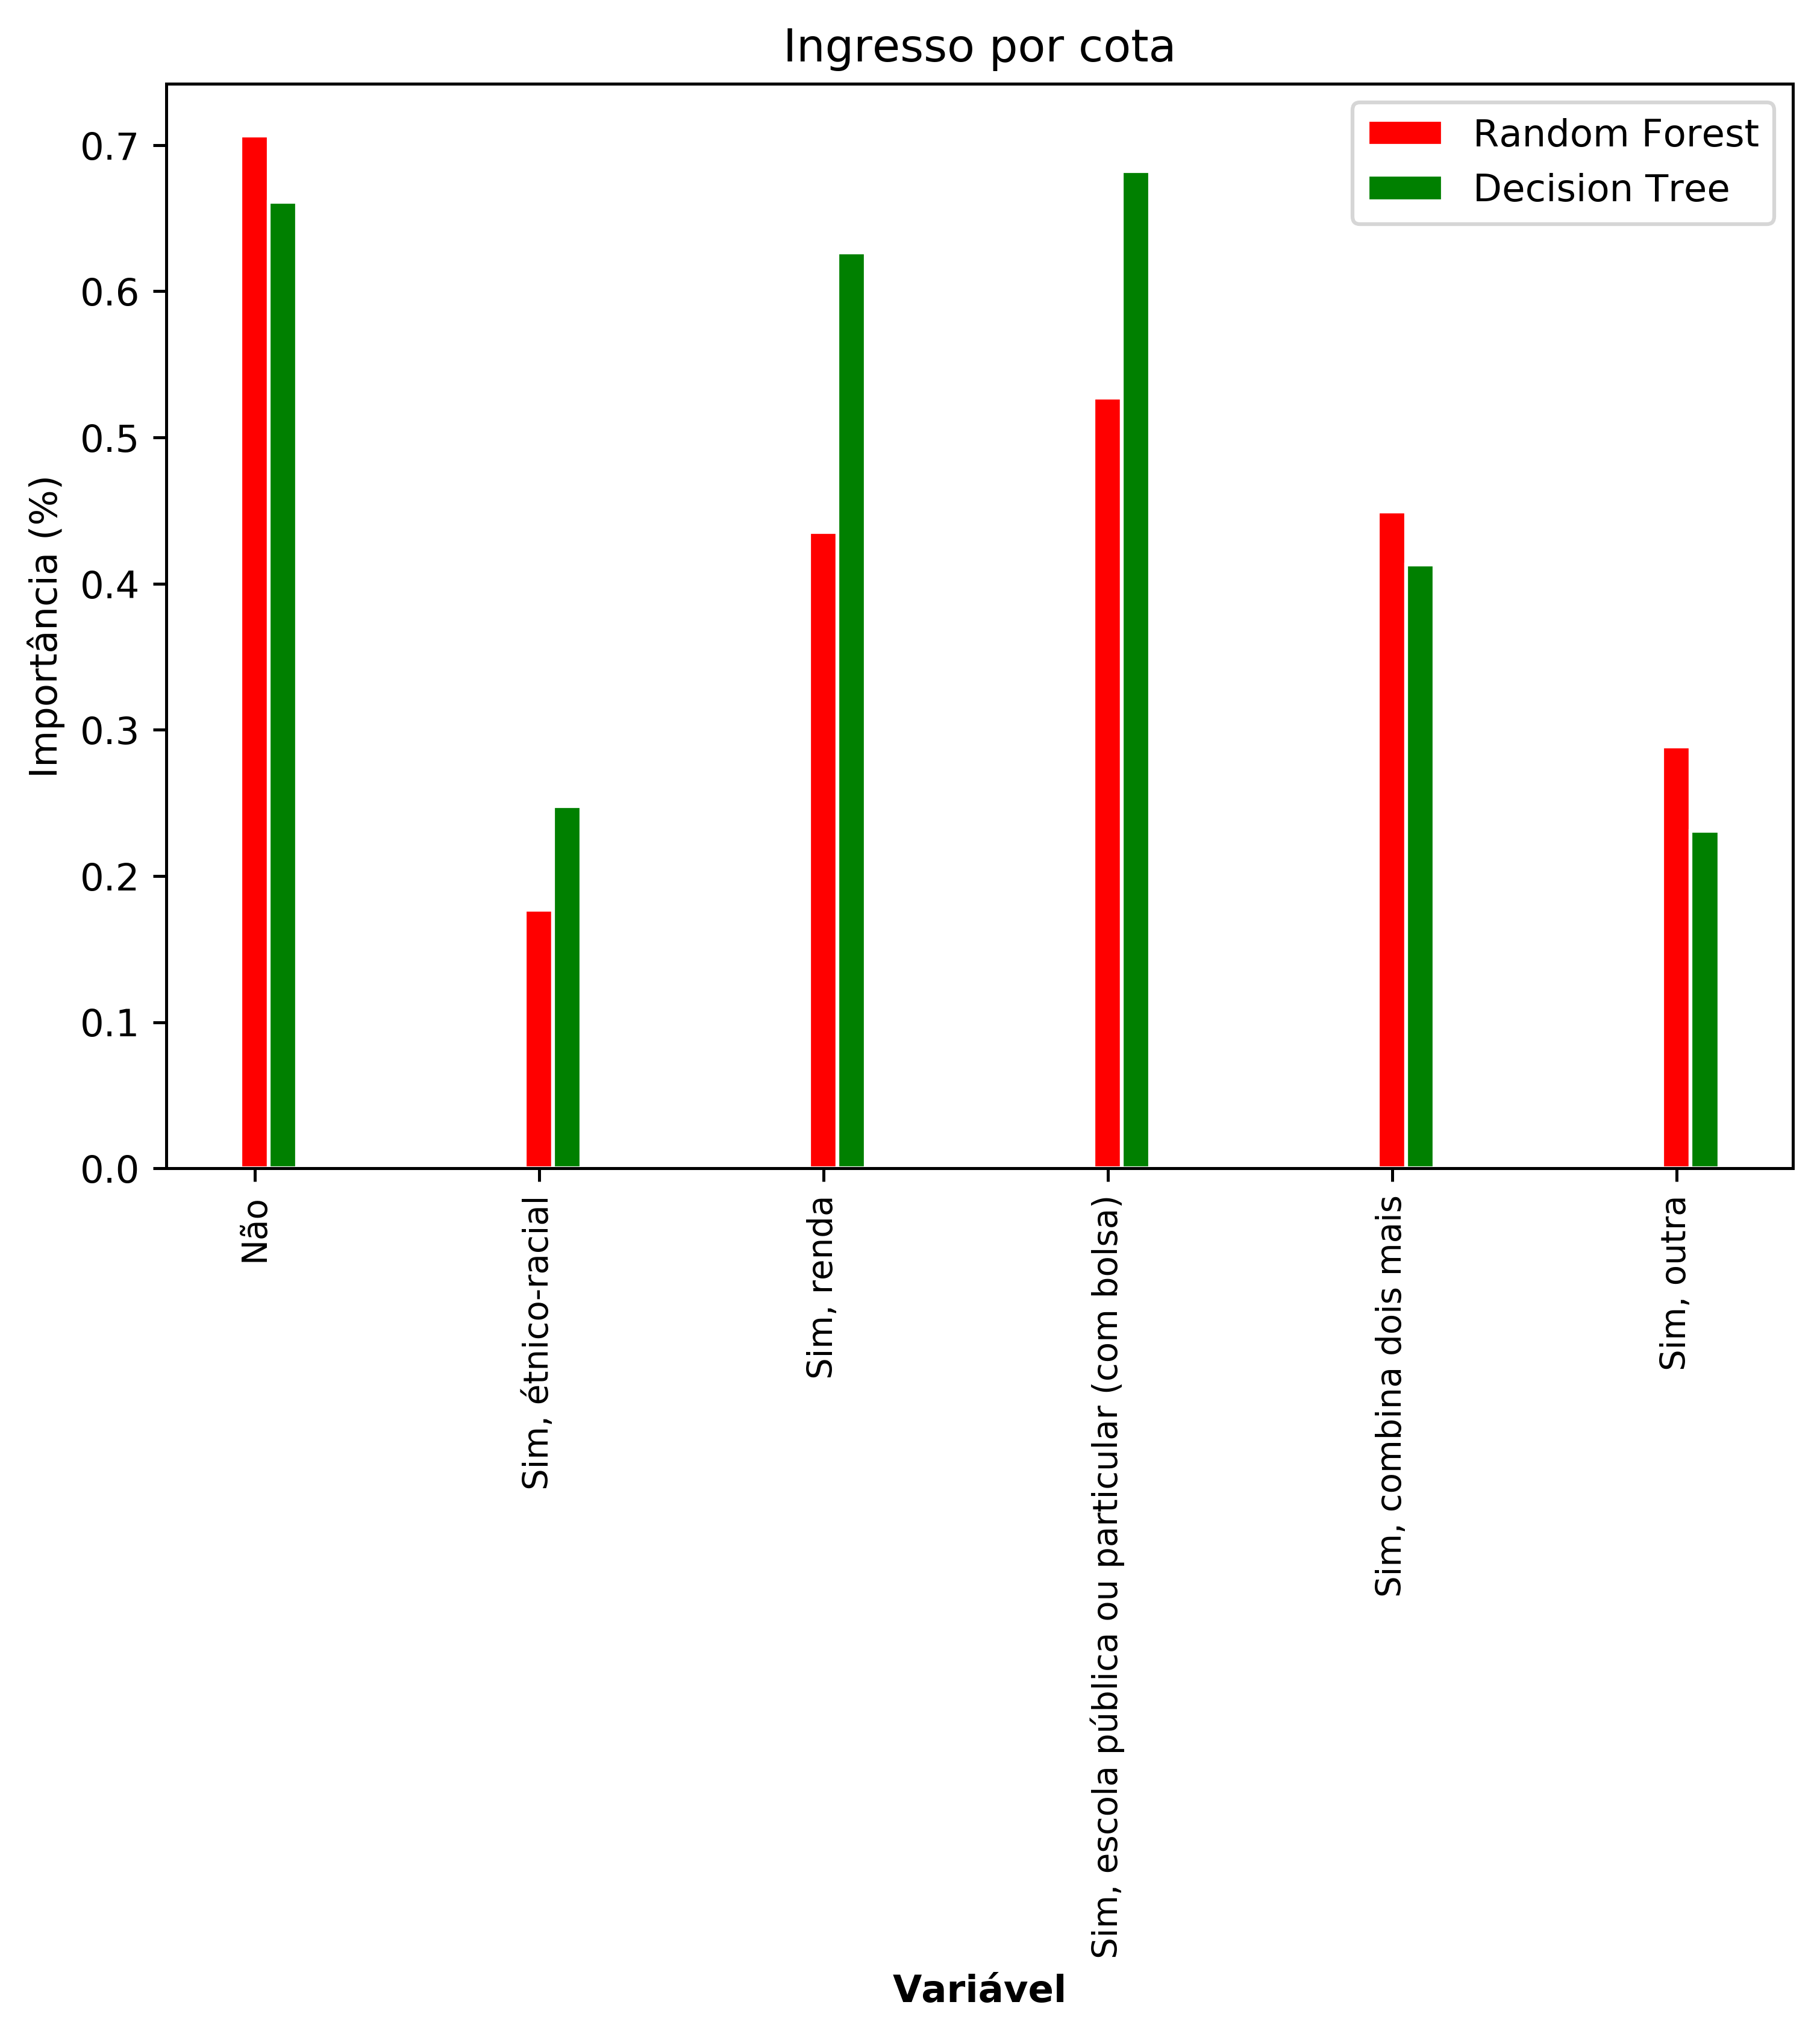 Ingresso por cota
Random Forest
Decision Tree
Importância (%)
0.7
0.6
0.5
0.4
0.3
0.2
0.1
0.0
Não
Sim, étnico-racial
Sim, renda
Sim, escola pública ou particular (com bolsa)
Sim, combina dois mais
Sim, outra
Variável